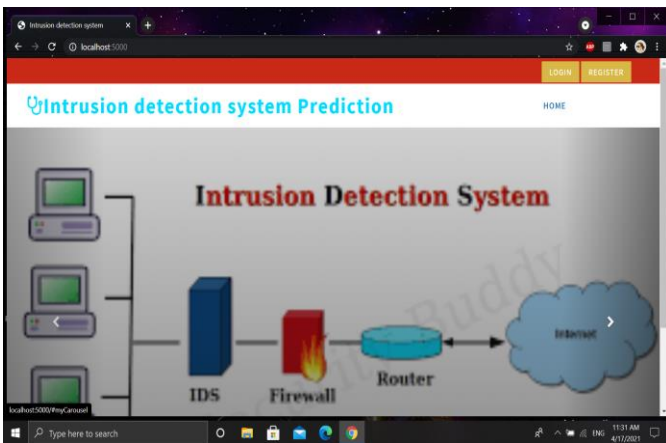 Intrusion detection system
localhost:5000
LOGIN REGISTER
Intrusion detection system Prediction
HOME
Intrusion Detection System
Internet
Router
IDS
Firewall
localhost:5000/#myCarousel
Type here to search
ENG
11:31 AM
4/17/2021